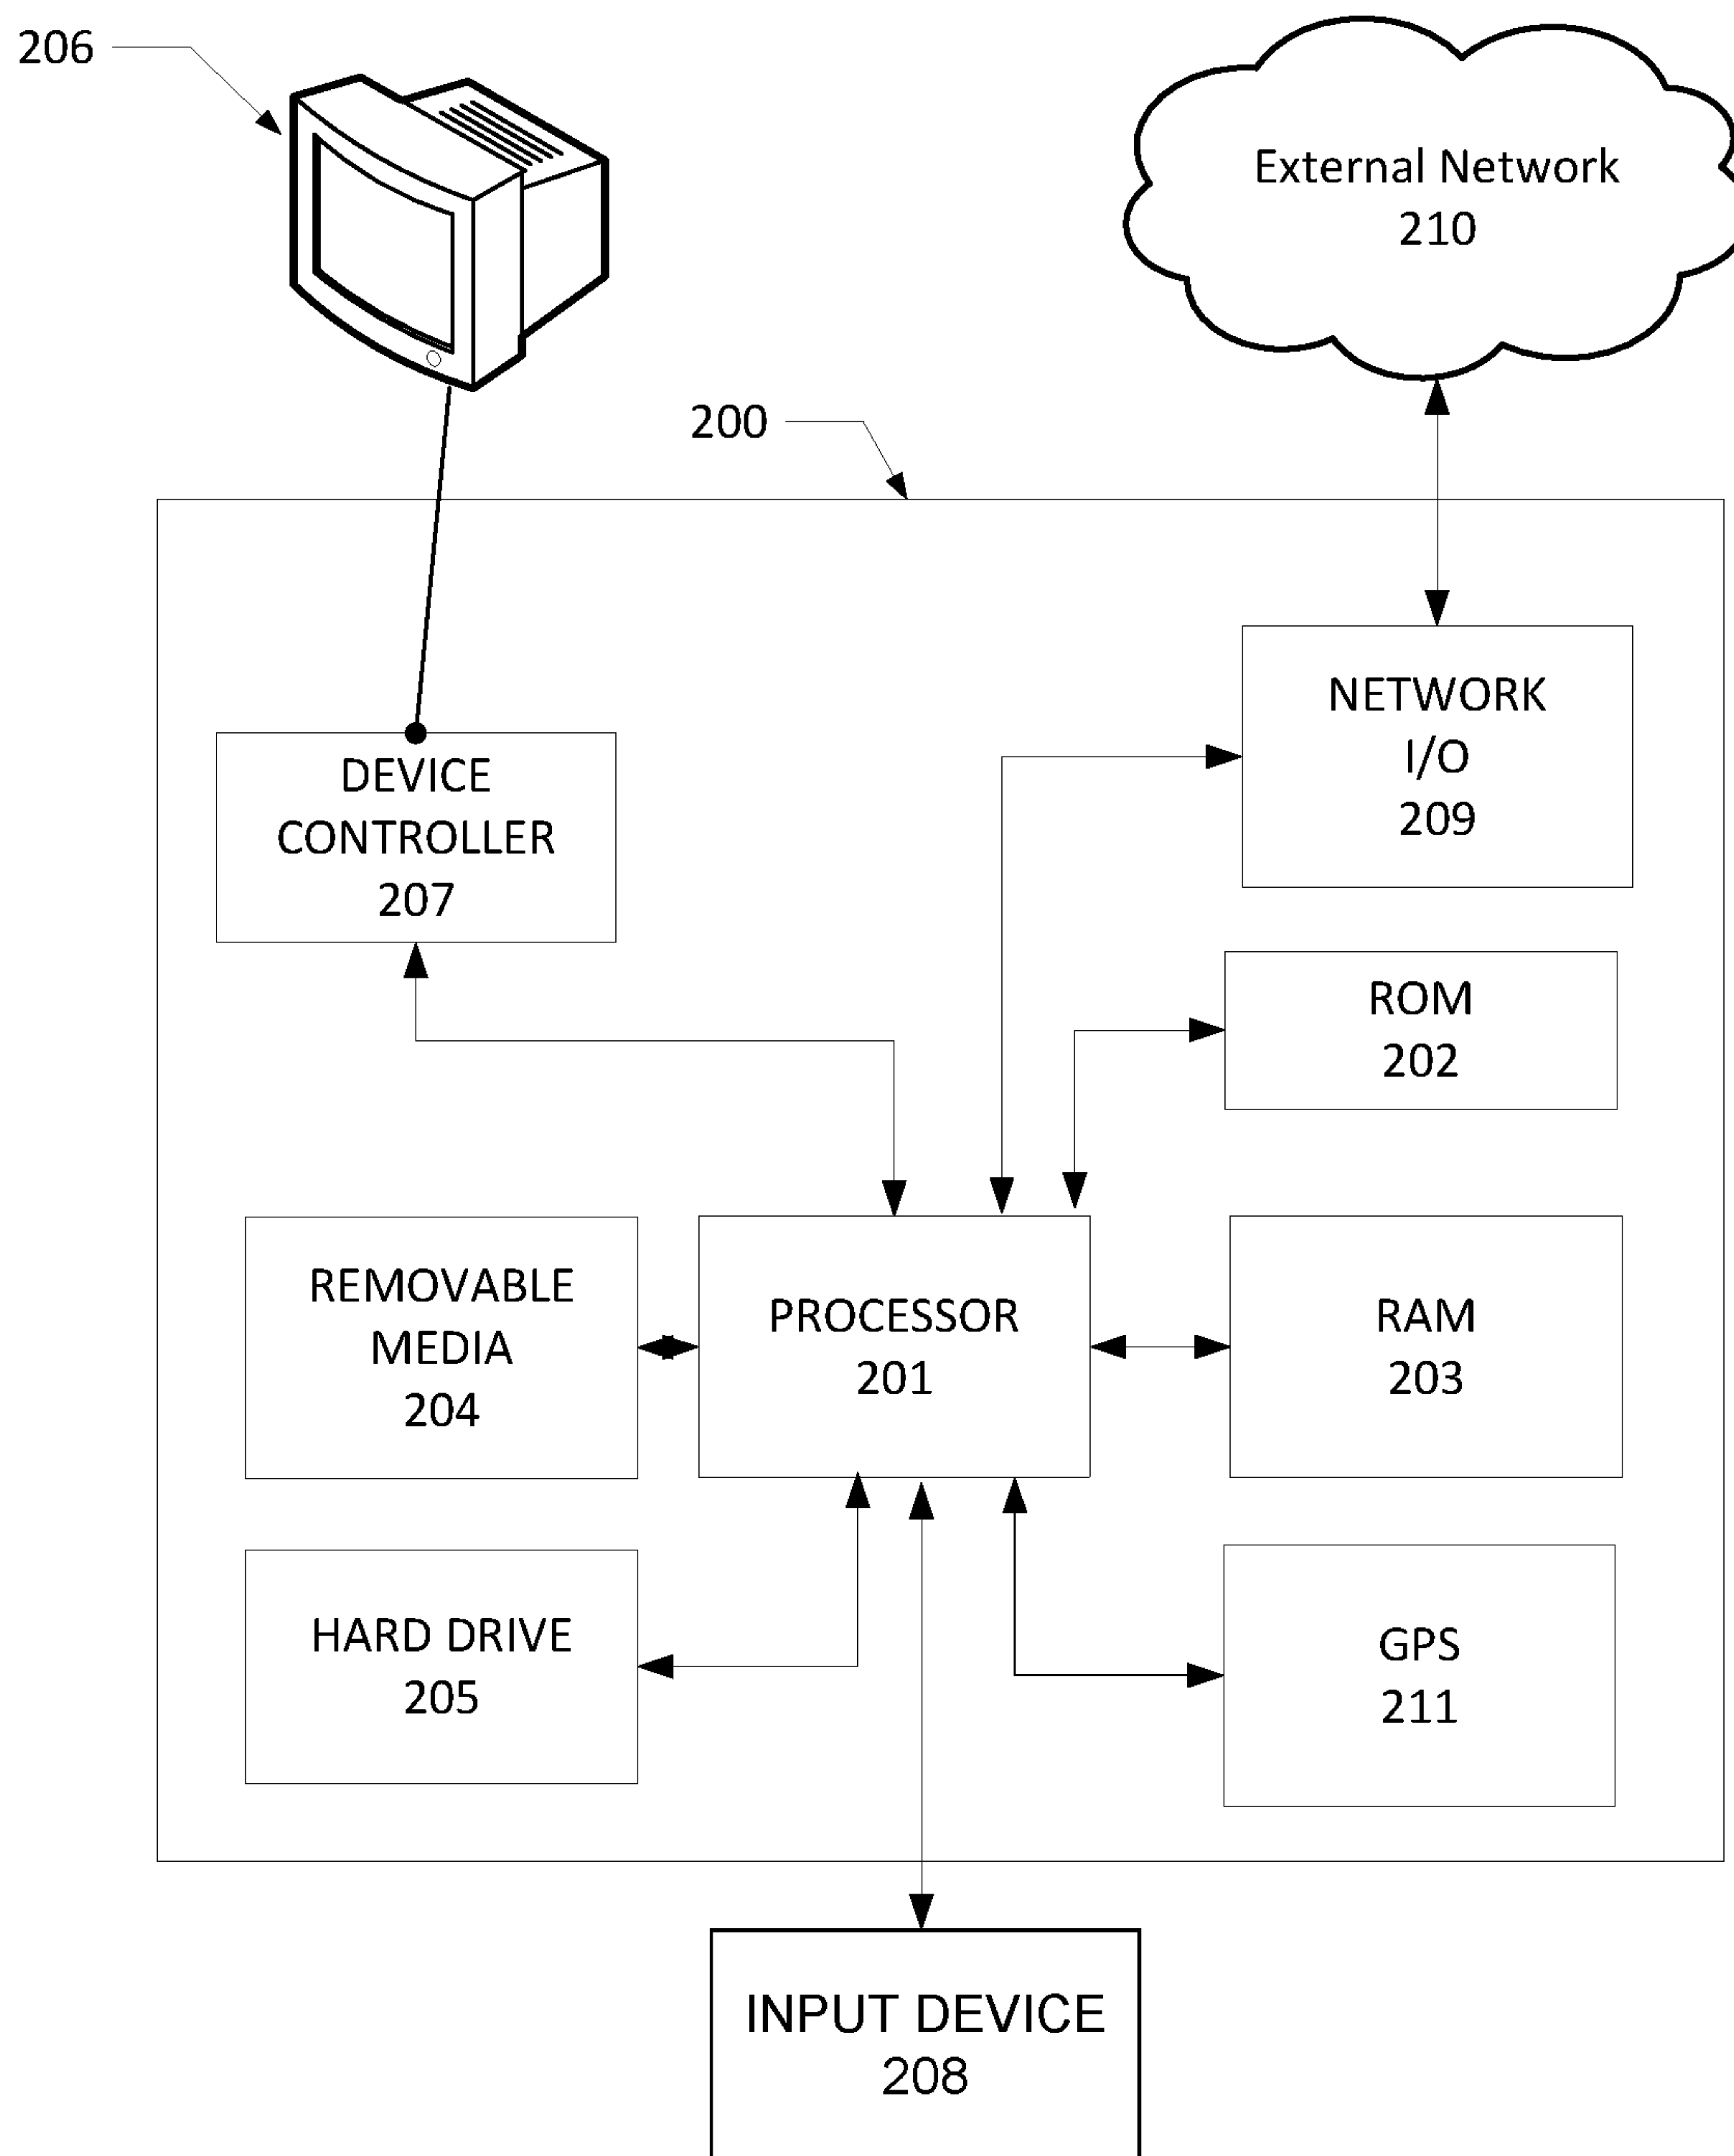 206
External Network
210
200
NETWORK
I/O
209
DEVICE
CONTROLLER
207
ROM
202
REMOVABLE
MEDIA
204
PROCESSOR
201
RAM
203
HARD DRIVE
205
GPS
211
INPUT DEVICE
208